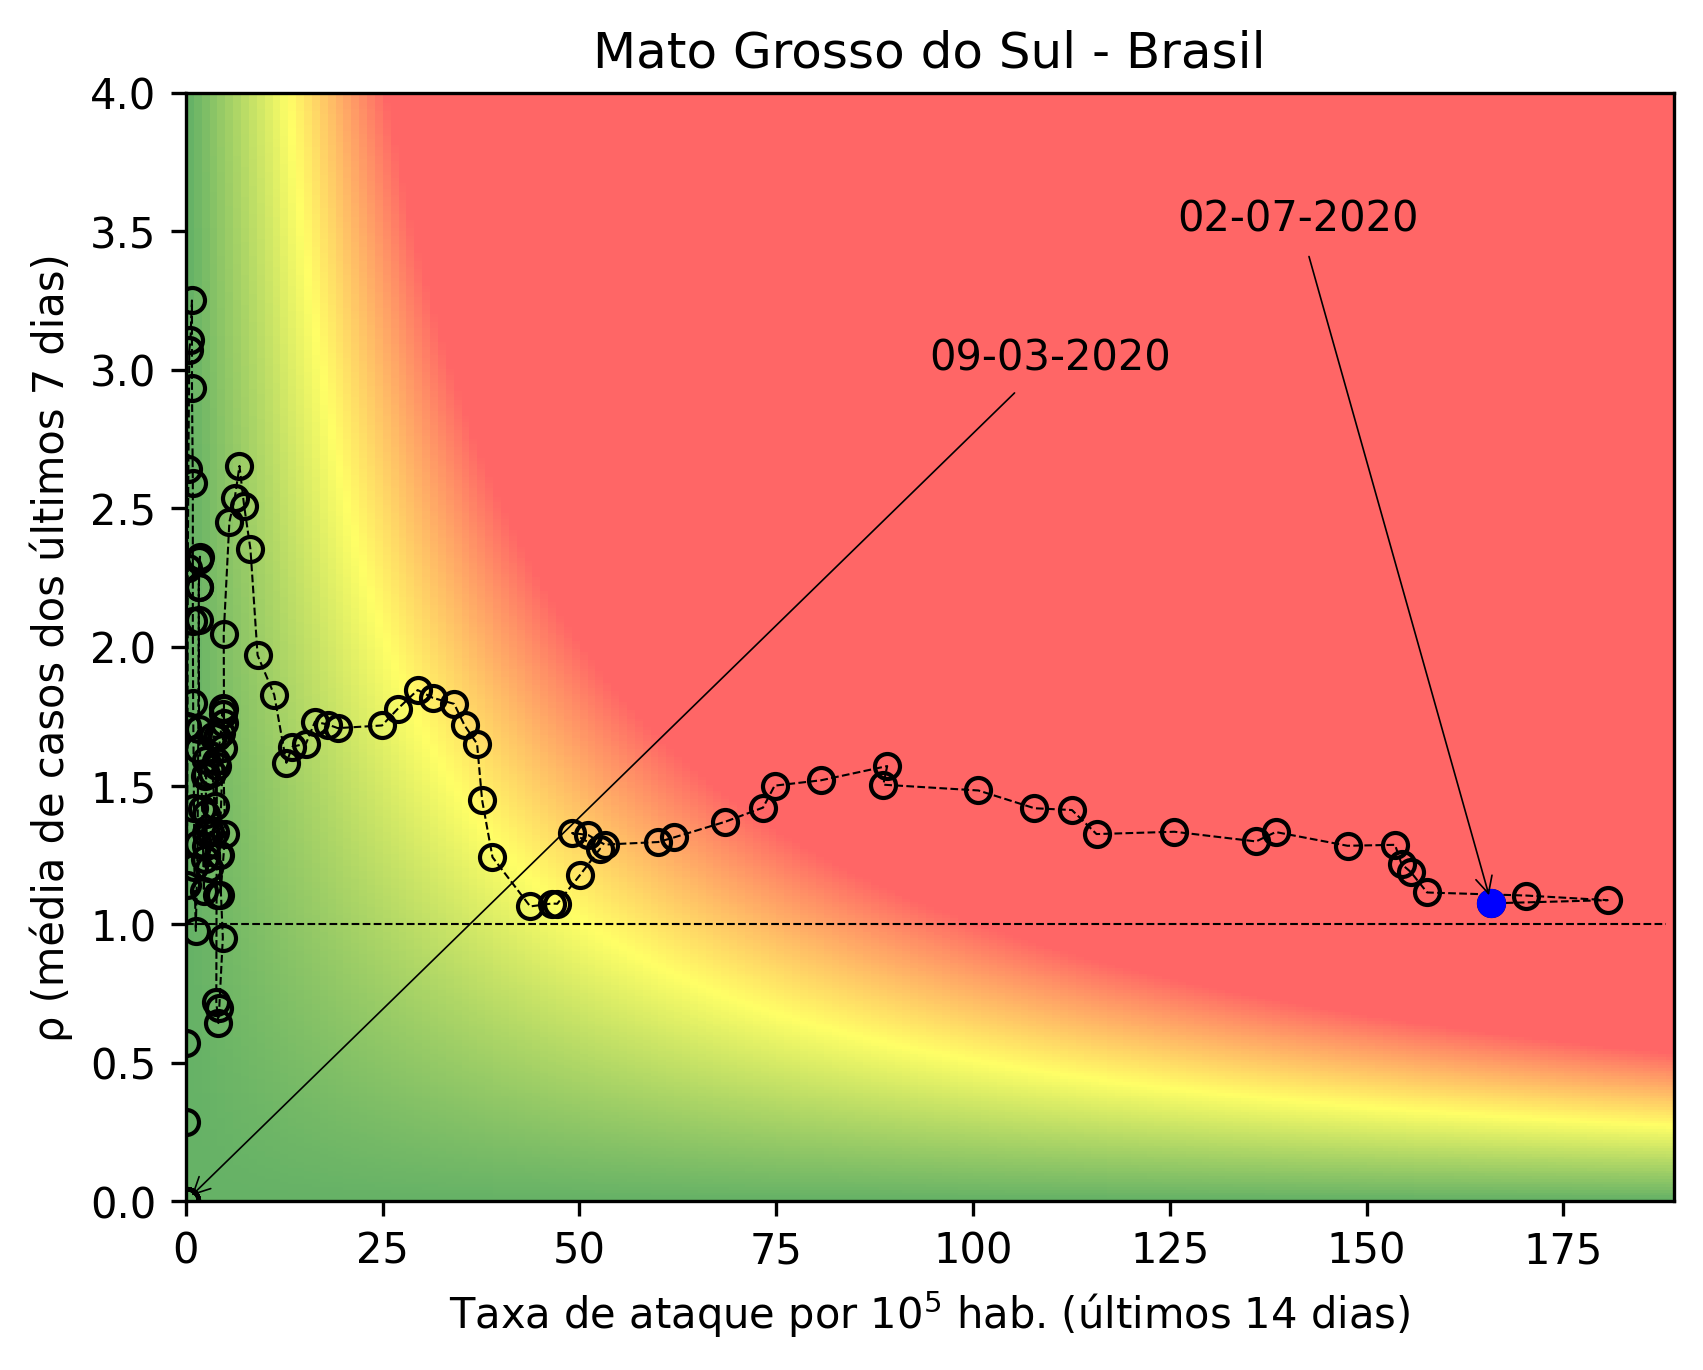 Mato Grosso do Sul - Brasil
4.0
3.5
3.0
2.5
2.0
1.5
1.0
0.5
0.0
ρ (média de casos dos últimos 7 dias)
02-07-2020
09-03-2020
0 25 50 75 100 125 150 175
Taxa de ataque por 10⁵ hab. (últimos 14 dias)